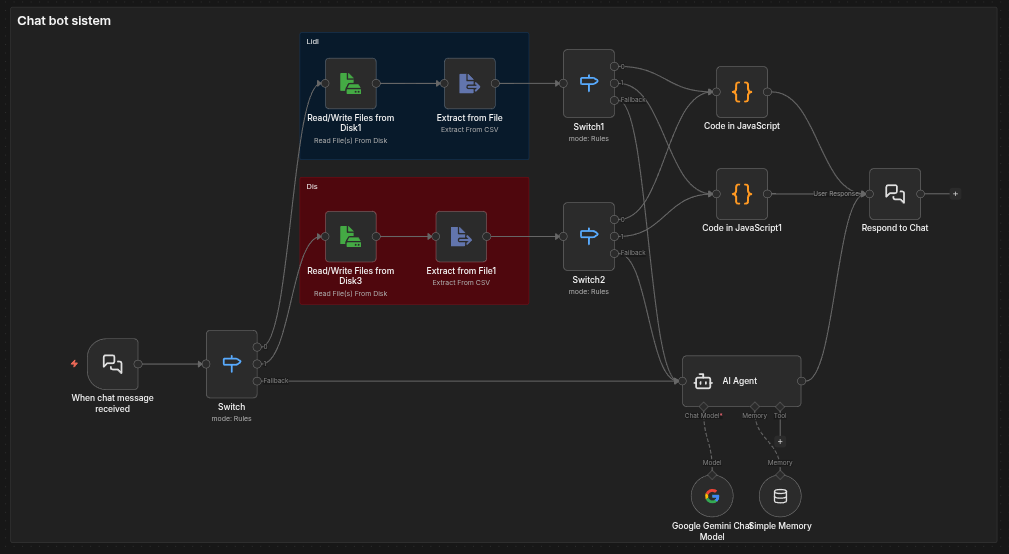 Chat bot sistem
Lidl
Read/Write Files from
Disk1
Read File(s) From Disk
Extract from File
Extract From CSV
0
1
Fallback
Switch1
mode: Rules
Code in JavaScript
Dis
Read/Write Files from
Disk3
Read File(s) From Disk
Extract from File1
Extract From CSV
0
1
Fallback
Switch2
mode: Rules
Code in JavaScript1
User Response
Respond to Chat
When chat message
received
0
1
Fallback
Switch
mode: Rules
AI Agent
Chat Model*
Memory
Tool
Model
Memory
Google Gemini Chat
Model
Simple Memory